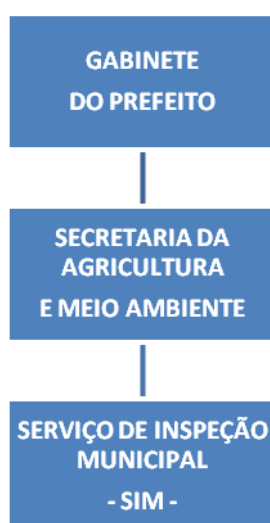 GABINETE
DO PREFEITO
SECRETARIA DA
AGRICULTURA
E MEIO AMBIENTE
SERVIÇO DE INSPEÇÃO
MUNICIPAL
- SIM -